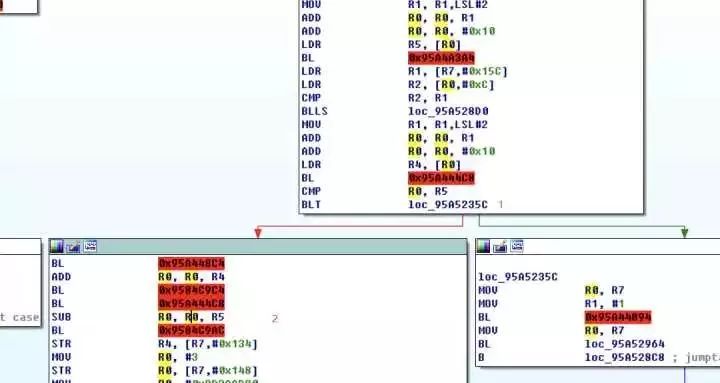 MOV R1, R1,LSL#2
ADD R0, R0, R1
ADD R0, R0, #0x10
LDR R5, [R0]
BL 0x95A4A3A4
LDR R1, [R7,#0x15C]
LDR R2, [R0,#0xC]
CMP R2, R1
BLLS loc_95A528D0
MOV R1, R1,LSL#2
ADD R0, R0, R1
ADD R0, R0, #0x10
LDR R4, [R0]
BL 0x95A444C8
CMP R0, R5
BLT loc_95A5235C 1
BL 0x95A448C4
ADD R0, R0, R4
BL 0x9584C9C4
BL 0x95A444C8
SUB R0, R0, R5 2
BL 0x9584C9AC
STR R4, [R7,#0x134]
MOV R0, #3
STR R0, [R7,#0x148]
t case
loc_95A5235C
MOV R0, R7
MOV R1, #1
BL 0x95A44094
MOV R0, R7
BL loc_95A52964
B loc_95A528C8 ; jumpt